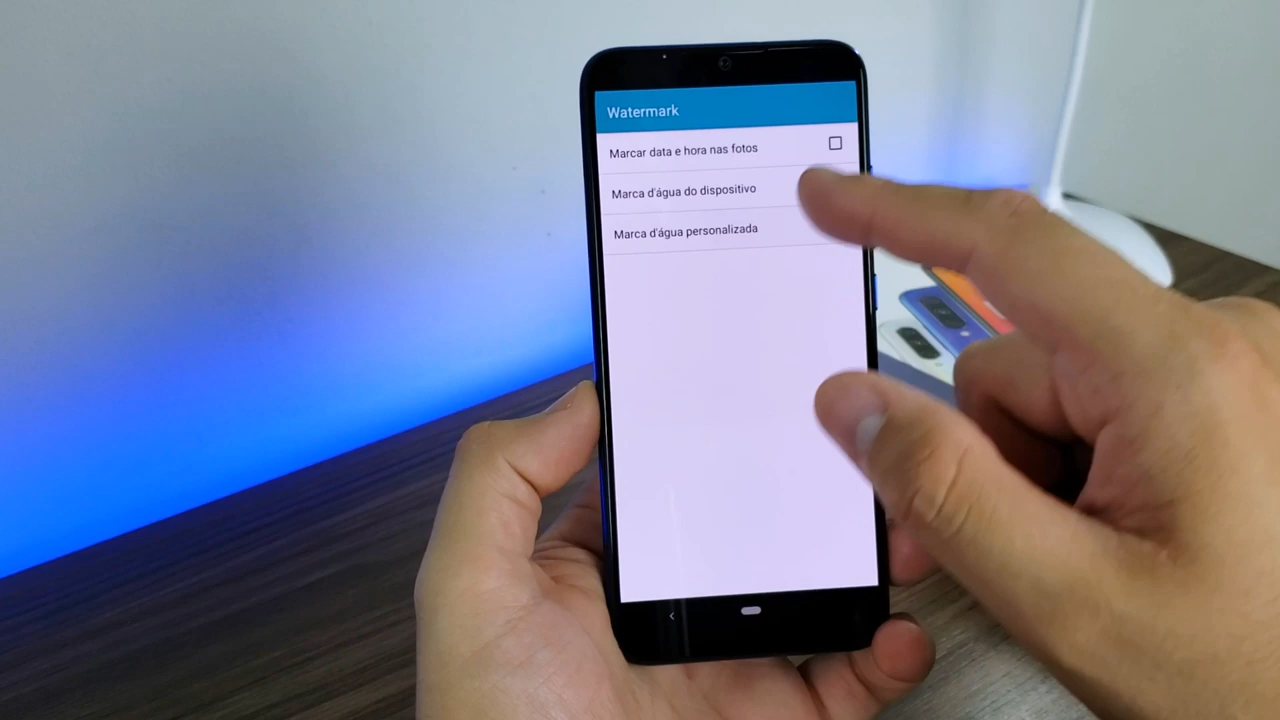 Watermark
Marcar data e hora nas fotos
Marca d'água do dispositivo
Marca d'água personalizada